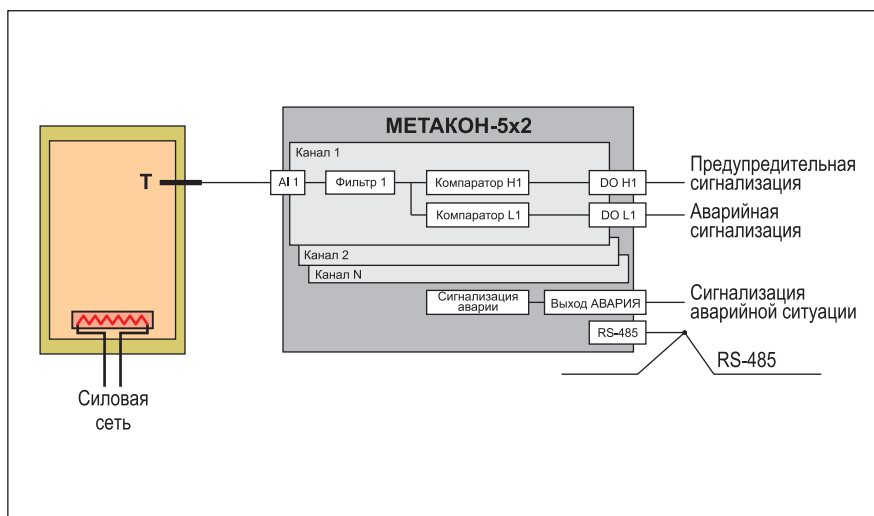 МЕТАКОН-5x2
Канал 1
T
AI 1
Фильтр 1
Компаратор H1
DO H1
Предупредительная
сигнализация
Компаратор L1
DO L1
Аварийная
сигнализация
Канал 2
Канал N
Сигнализация
аварии
Выход АВАРИЯ
Сигнализация
аварийной ситуации
RS-485
RS-485
Силовая
сеть